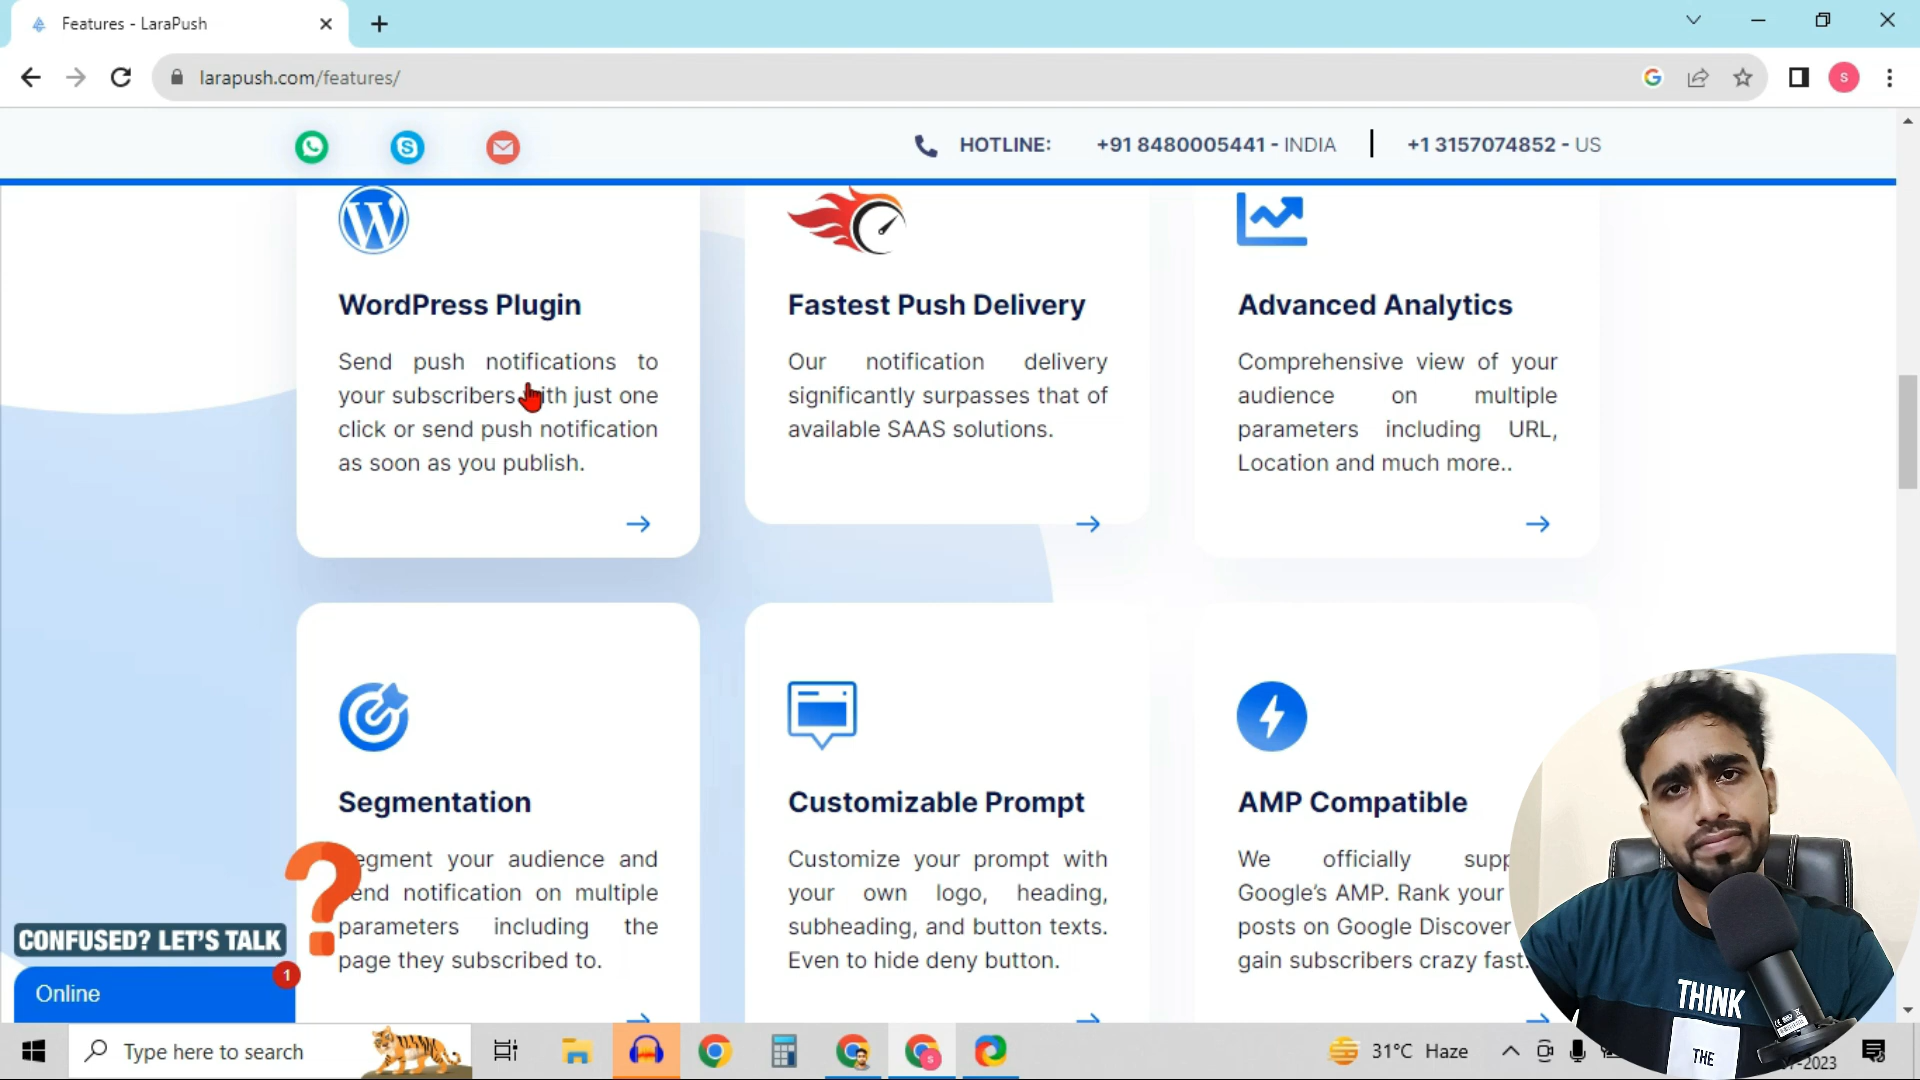 Features - LaraPush
larapush.com/features/
S
HOTLINE: +91 8480005441 - INDIA +1 3157074852 - US
WordPress Plugin
Send push notifications to
your subscribers with just one
click or send push notification
as soon as you publish.
Fastest Push Delivery
Our notification delivery
significantly surpasses that of
available SAAS solutions.
Advanced Analytics
Comprehensive view of your
audience on multiple
parameters including URL,
Location and much more..
Segmentation
egment your audience and
end notification on multiple
parameters including the
page they subscribed to.
Customizable Prompt
Customize your prompt with
your own logo, heading,
subheading, and button texts.
Even to hide deny button.
AMP Compatible
We officially supp
Google's AMP. Rank your
posts on Google Discover
gain subscribers crazy fast.
?
CONFUSED? LET'S TALK
1
Online
THINK
THE
Type here to search
31°C Haze
-2023